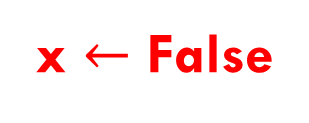 x ← False